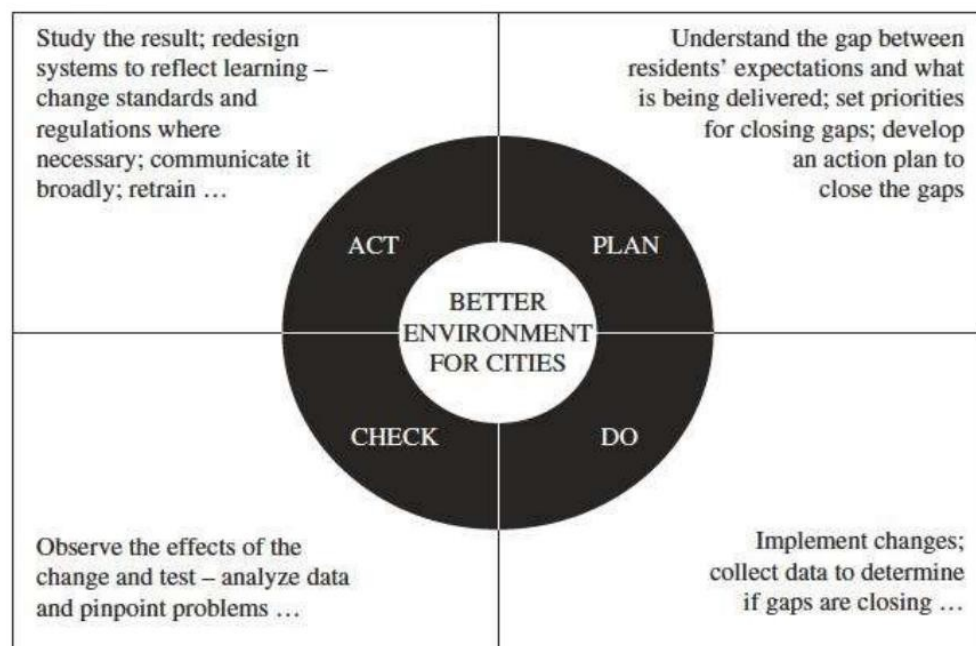 Study the result; redesign
systems to reflect learning –
change standards and
regulations where
necessary; communicate it
broadly; retrain …
Understand the gap between
residents’ expectations and what
is being delivered; set priorities
for closing gaps; develop
an action plan to
close the gaps
ACT
PLAN
BETTER
ENVIRONMENT
FOR CITIES
CHECK
DO
Observe the effects of the
change and test – analyze data
and pinpoint problems …
Implement changes;
collect data to determine
if gaps are closing …